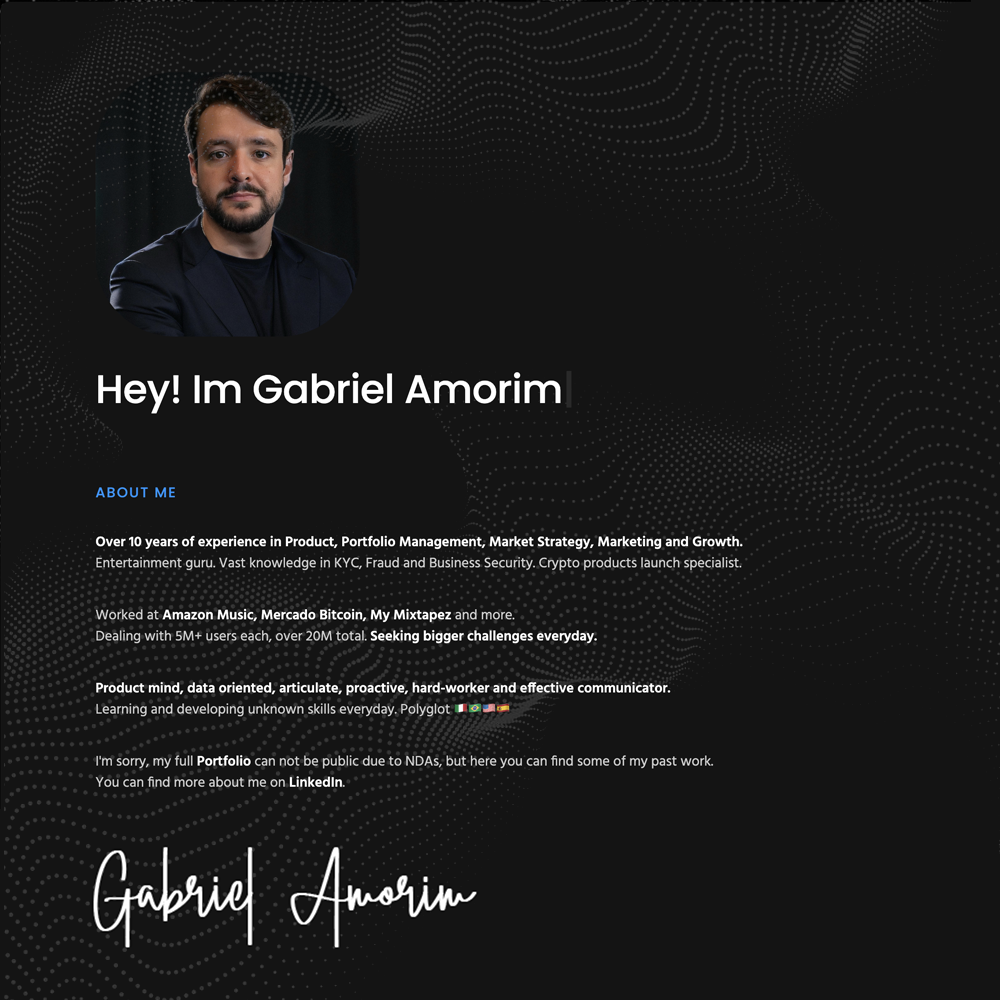 Hey! Im Gabriel Amorim
ABOUT ME
Over 10 years of experience in Product, Portfolio Management, Market Strategy, Marketing and Growth.
Entertainment guru. Vast knowledge in KYC, Fraud and Business Security. Crypto products launch specialist.
Worked at Amazon Music, Mercado Bitcoin, My Mixtapez and more.
Dealing with 5M+ users each, over 20M total. Seeking bigger challenges everyday.
Product mind, data oriented, articulate, proactive, hard-worker and effective communicator.
Learning and developing unknown skills everyday. Polyglot 🇮🇹🇧🇷🇺🇸🇪🇸
I'm sorry, my full Portfolio can not be public due to NDAs, but here you can find some of my past work.
You can find more about me on LinkedIn.
Gabriel Amorim